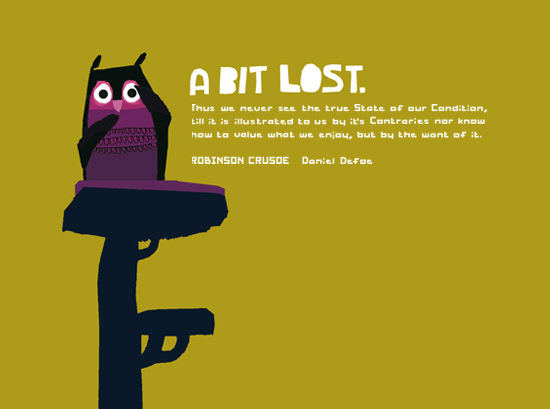 A BIT LOST.
Thus we never see the true State of our Condition,
till it is illustrated to us by it's Contraries nor know
how to value what we enjoy, but by the want of it.
ROBINSON CRUSOE Daniel Defoe